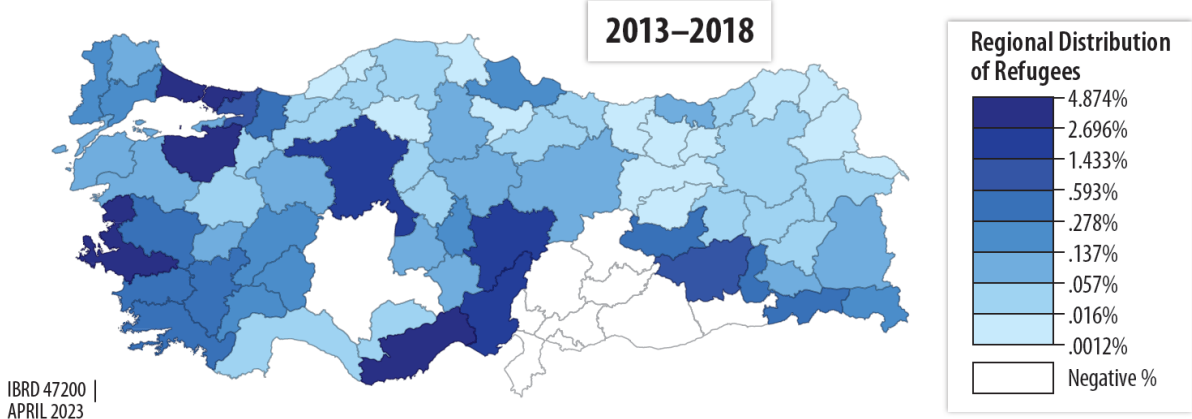 2013–2018
Regional Distribution
of Refugees
4.874%
2.696%
1.433%
.593%
.278%
.137%
.057%
.016%
.0012%
Negative %
IBRD 47200 |
APRIL 2023